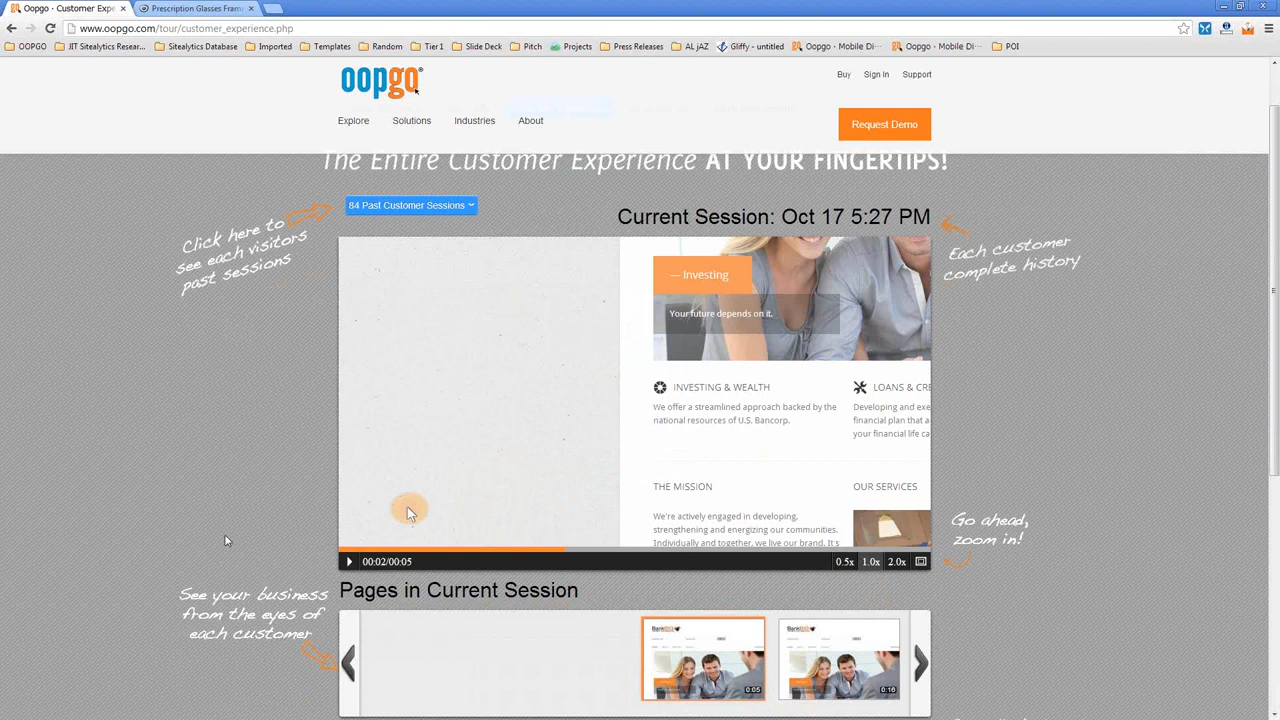 Oopgo - Customer Expe
Prescription Glasses Fram
www.oopgo.com/tour/customer_experience.php
OOPGO
JIT Sitealytics Resear...
Sitealytics Database
Imported
Templates
Random
Tier 1
Slide Deck
Pitch
Projects
Press Releases
AL jAZ
Gliffy - untitled
Oopgo - Mobile Di...
Oopgo - Mobile Di...
POI
oopgo®
Buy
Sign In
Support
Explore
Solutions
Industries
About
Request Demo
The Entire Customer Experience AT YOUR FINGERTIPS!
84 Past Customer Sessions
Current Session: Oct 17 5:27 PM
Click here to
see each visitors
past sessions
Each customer
complete history
— Investing
Your future depends on it.
INVESTING & WEALTH
We offer a streamlined approach backed by the
national resources of U.S. Bancorp.
LOANS & CRE
Developing and exe
financial plan that a
your financial life ca
THE MISSION
We're actively engaged in developing,
strengthening and energizing our communities.
Individually and together, we live our brand. It's
OUR SERVICES
Go ahead,
zoom in!
00:02/00:05
0.5x
1.0x
2.0x
Pages in Current Session
See your business
from the eyes of
each customer
0:05
0:16